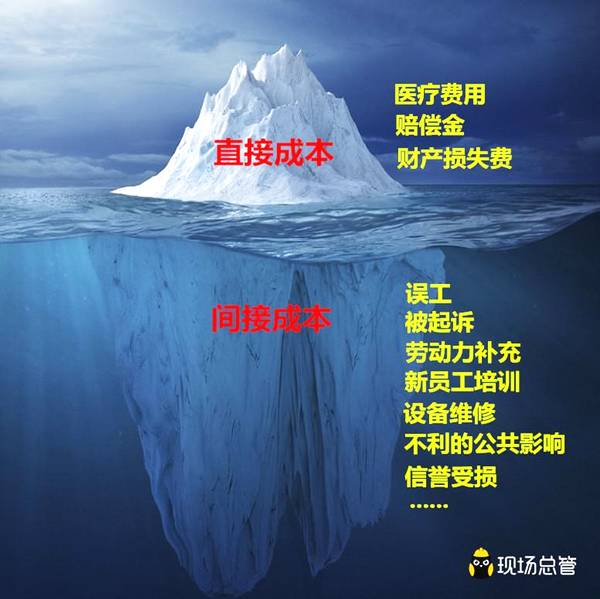 医疗费用
赔偿金
直接成本
财产损失费
误工
间接成本
被起诉
劳动力补充
新员工培训
设备维修
不利的公共影响
信誉受损
……
现场总管